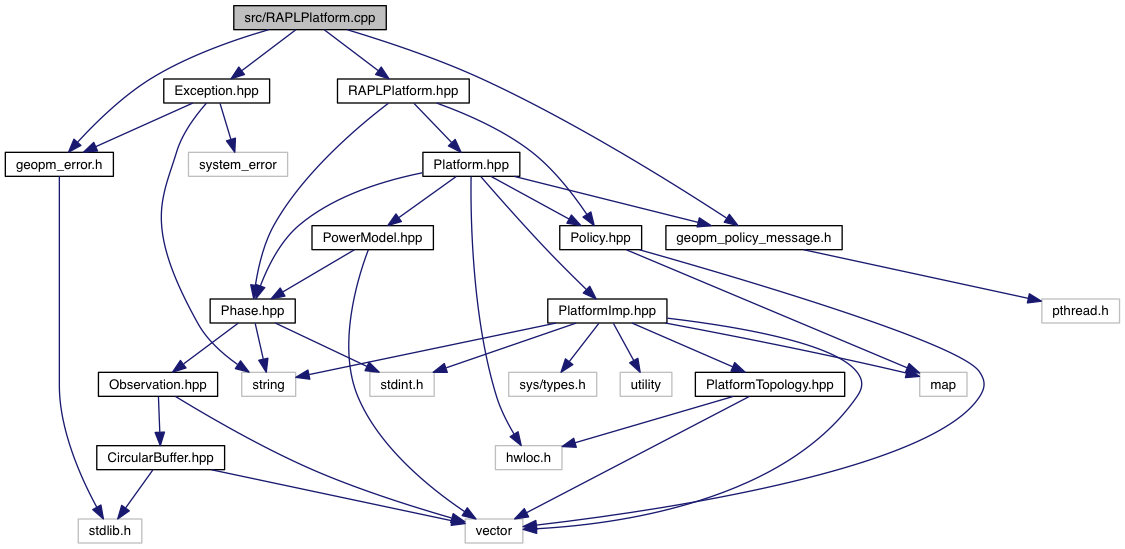 src/RAPLPlatform.cpp
Exception.hpp
RAPLPlatform.hpp
geopm_error.h
system_error
Platform.hpp
PowerModel.hpp
Policy.hpp
geopm_policy_message.h
Phase.hpp
PlatformImp.hpp
pthread.h
Observation.hpp
string
stdint.h
sys/types.h
utility
PlatformTopology.hpp
map
CircularBuffer.hpp
hwloc.h
stdlib.h
vector